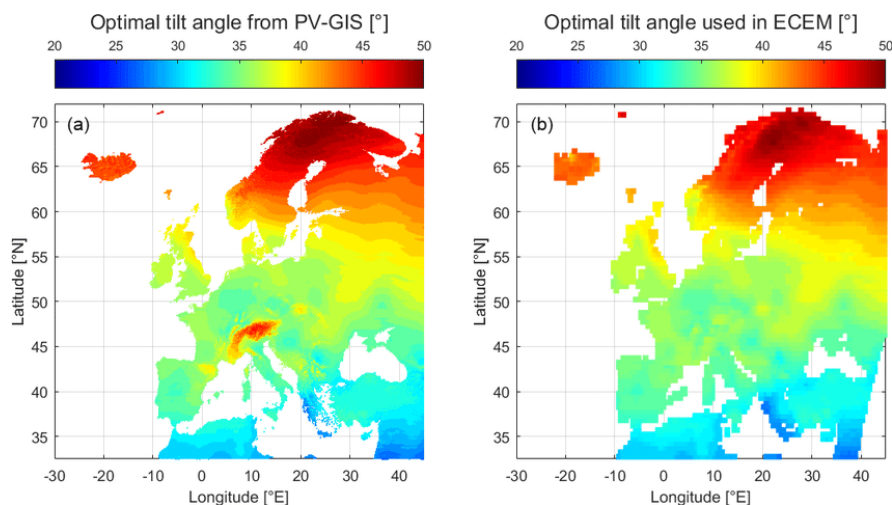 Optimal tilt angle from PV-GIS [°]
20 25 30 35 40 45 50
(a)
70
65
60
55
50
45
40
35
Latitude [°N]
-30 -20 -10 0 10 20 30 40
Longitude [°E]
Optimal tilt angle used in ECEM [°]
20 25 30 35 40 45 50
(b)
70
65
60
55
50
45
40
35
Latitude [°N]
-30 -20 -10 0 10 20 30 40
Longitude [°E]